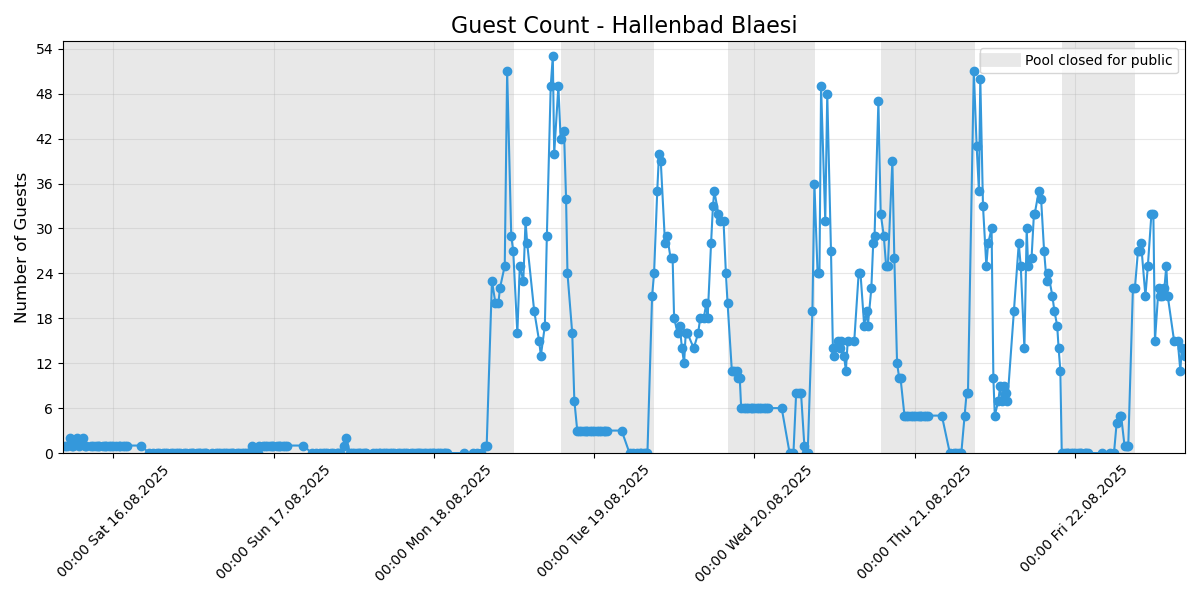 Guest Count - Hallenbad Blaesi
Pool closed for public
Number of Guests
54
48
42
36
30
24
18
12
6
0
00:00 Sat 16.08.2025
00:00 Sun 17.08.2025
00:00 Mon 18.08.2025
00:00 Tue 19.08.2025
00:00 Wed 20.08.2025
00:00 Thu 21.08.2025
00:00 Fri 22.08.2025